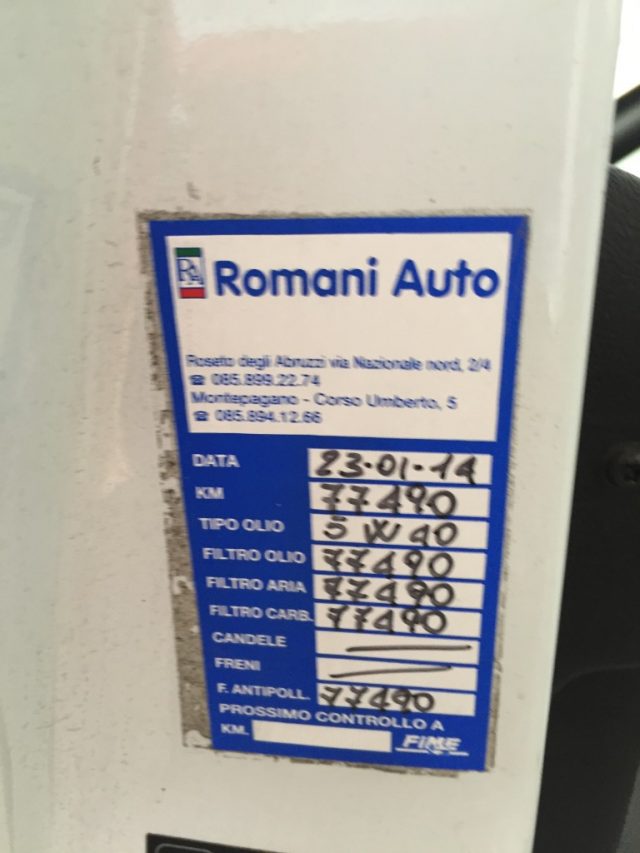 RA Romani Auto
Roseto degli Abruzzi via Nazionale nord, 2/4
☎ 085.899.22.74
Montepagano - Corso Umberto, 5
☎ 085.894.12.66
DATA 23-01-14
KM 77490
TIPO OLIO 5 W 40
FILTRO OLIO 77490
FILTRO ARIA 77490
FILTRO CARB. 77490
CANDELE
FRENI
F. ANTIPOLL. 77490
PROSSIMO CONTROLLO A
KM. FIME